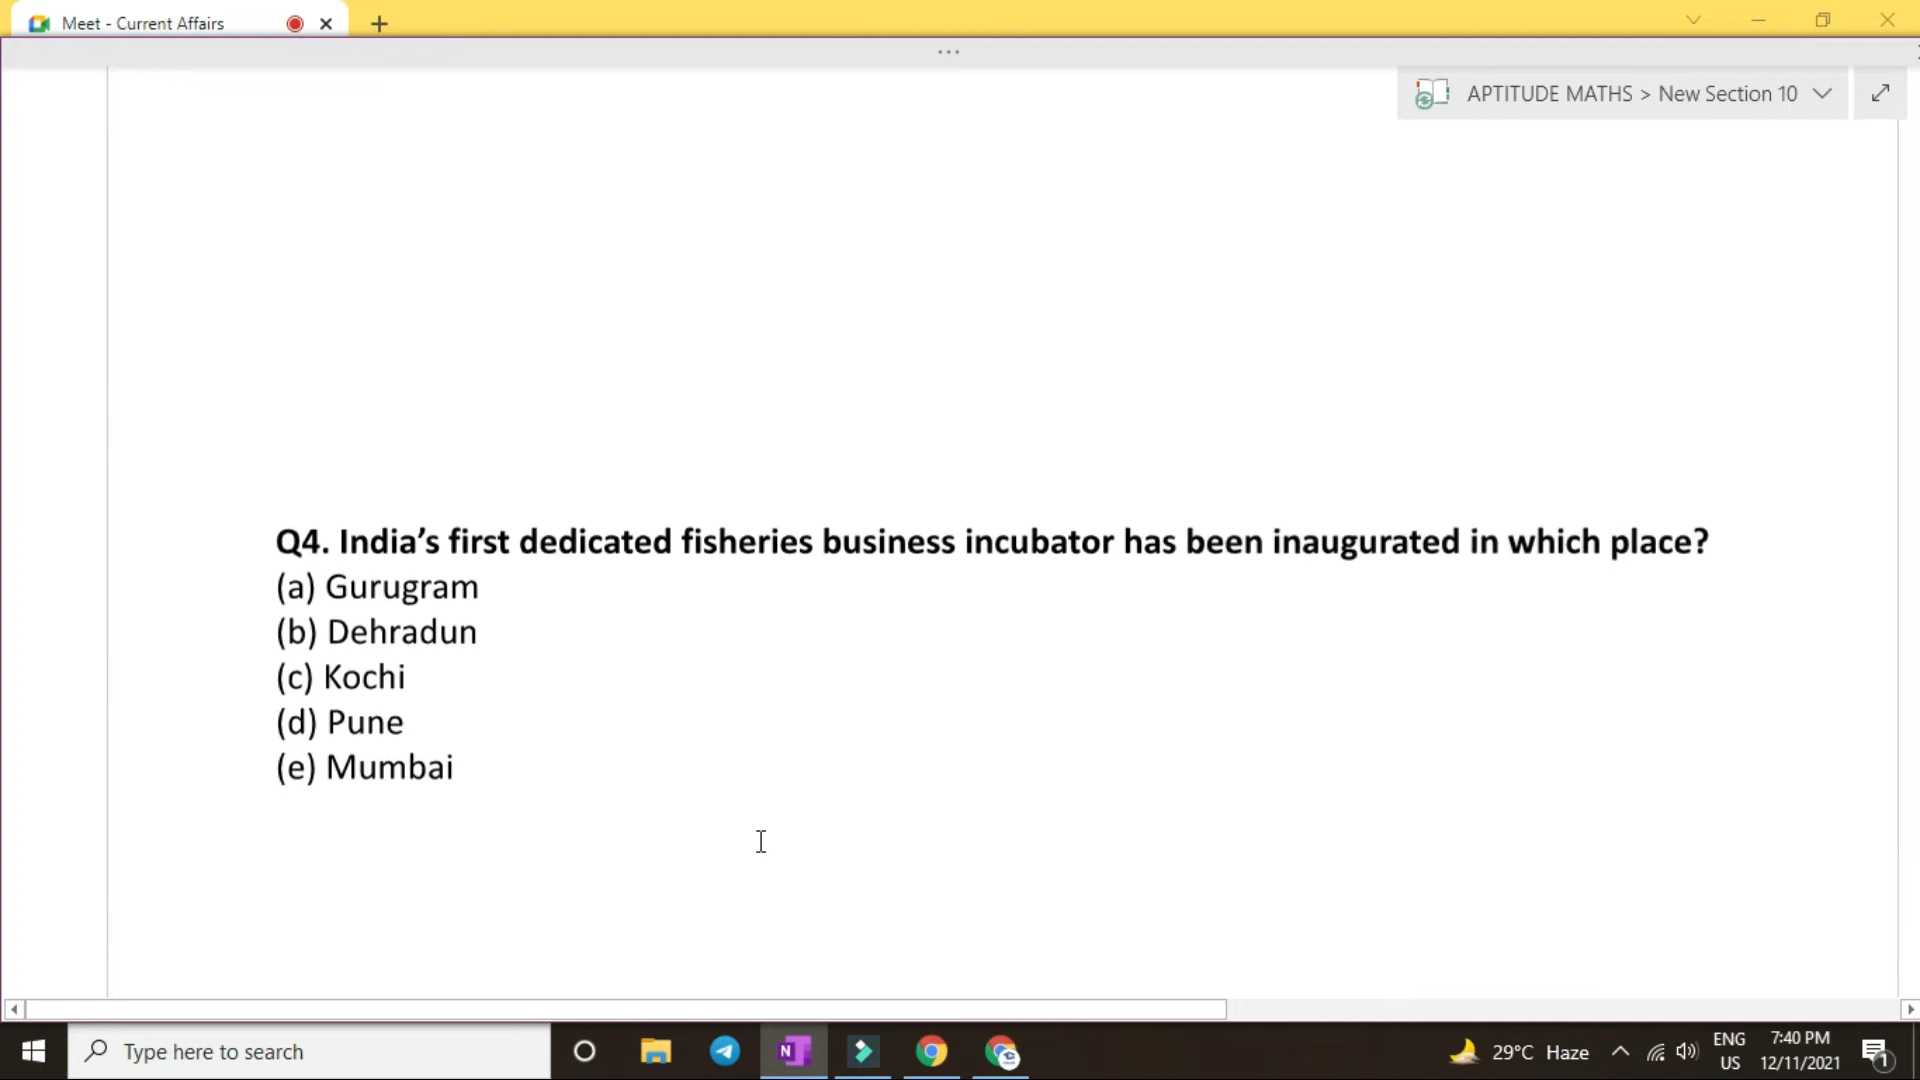 Meet - Current Affairs
APTITUDE MATHS > New Section 10
Q4. India’s first dedicated fisheries business incubator has been inaugurated in which place?
(a) Gurugram
(b) Dehradun
(c) Kochi
(d) Pune
(e) Mumbai
Type here to search
N
29°C Haze
ENG
US
7:40 PM
12/11/2021
1